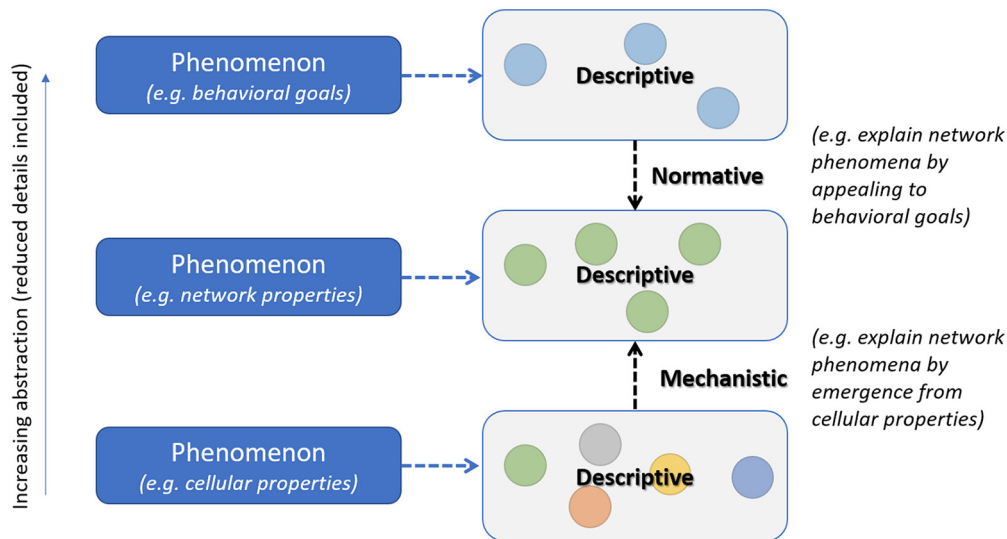 Increasing abstraction (reduced details included)
Phenomenon
(e.g. behavioral goals)
Descriptive
Normative
(e.g. explain network
phenomena by
appealing to
behavioral goals)
Phenomenon
(e.g. network properties)
Descriptive
Mechanistic
(e.g. explain network
phenomena by
emergence from
cellular properties)
Phenomenon
(e.g. cellular properties)
Descriptive